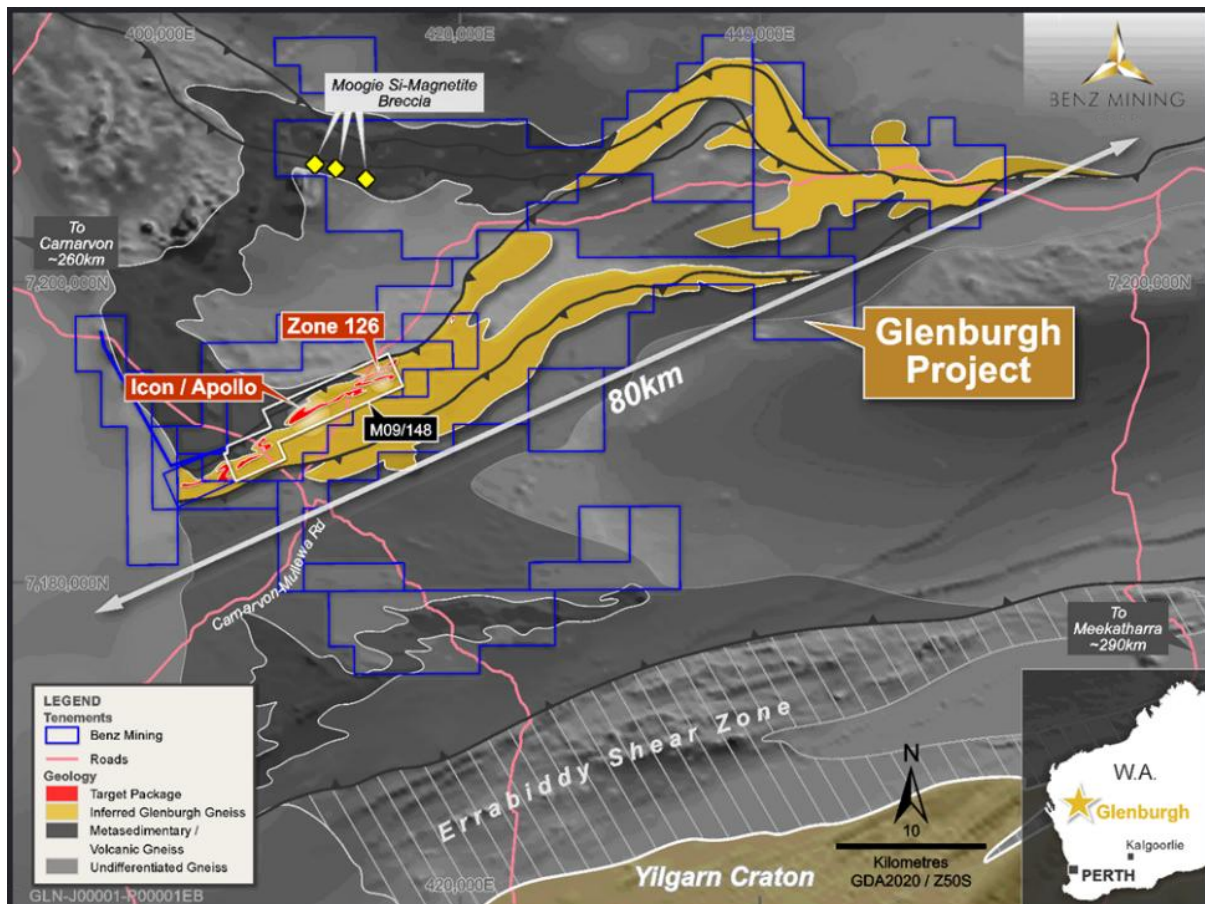 400,000E
420,000E
440,000E
BENZ MINING
Moogie Si-Magnetite
Breccia
To
Carnarvon
~260km
7,200,000N
7,200,000N
Zone 126
Icon / Apollo
M09/148
Glenburgh
Project
80km
7,180,000N
Carnarvon-Mullewa Rd
To
Meekatharra
~290km
Errabiddy Shear Zone
LEGEND
Tenements
Benz Mining
Roads
Geology
Target Package
Inferred Glenburgh Gneiss
Metasedimentary /
Volcanic Gneiss
Undifferentiated Gneiss
GLN-J00001-P00001EB
420,000E
Yilgarn Craton
N
10
Kilometres
GDA2020 / Z50S
W.A.
Glenburgh
Kalgoorlie
PERTH